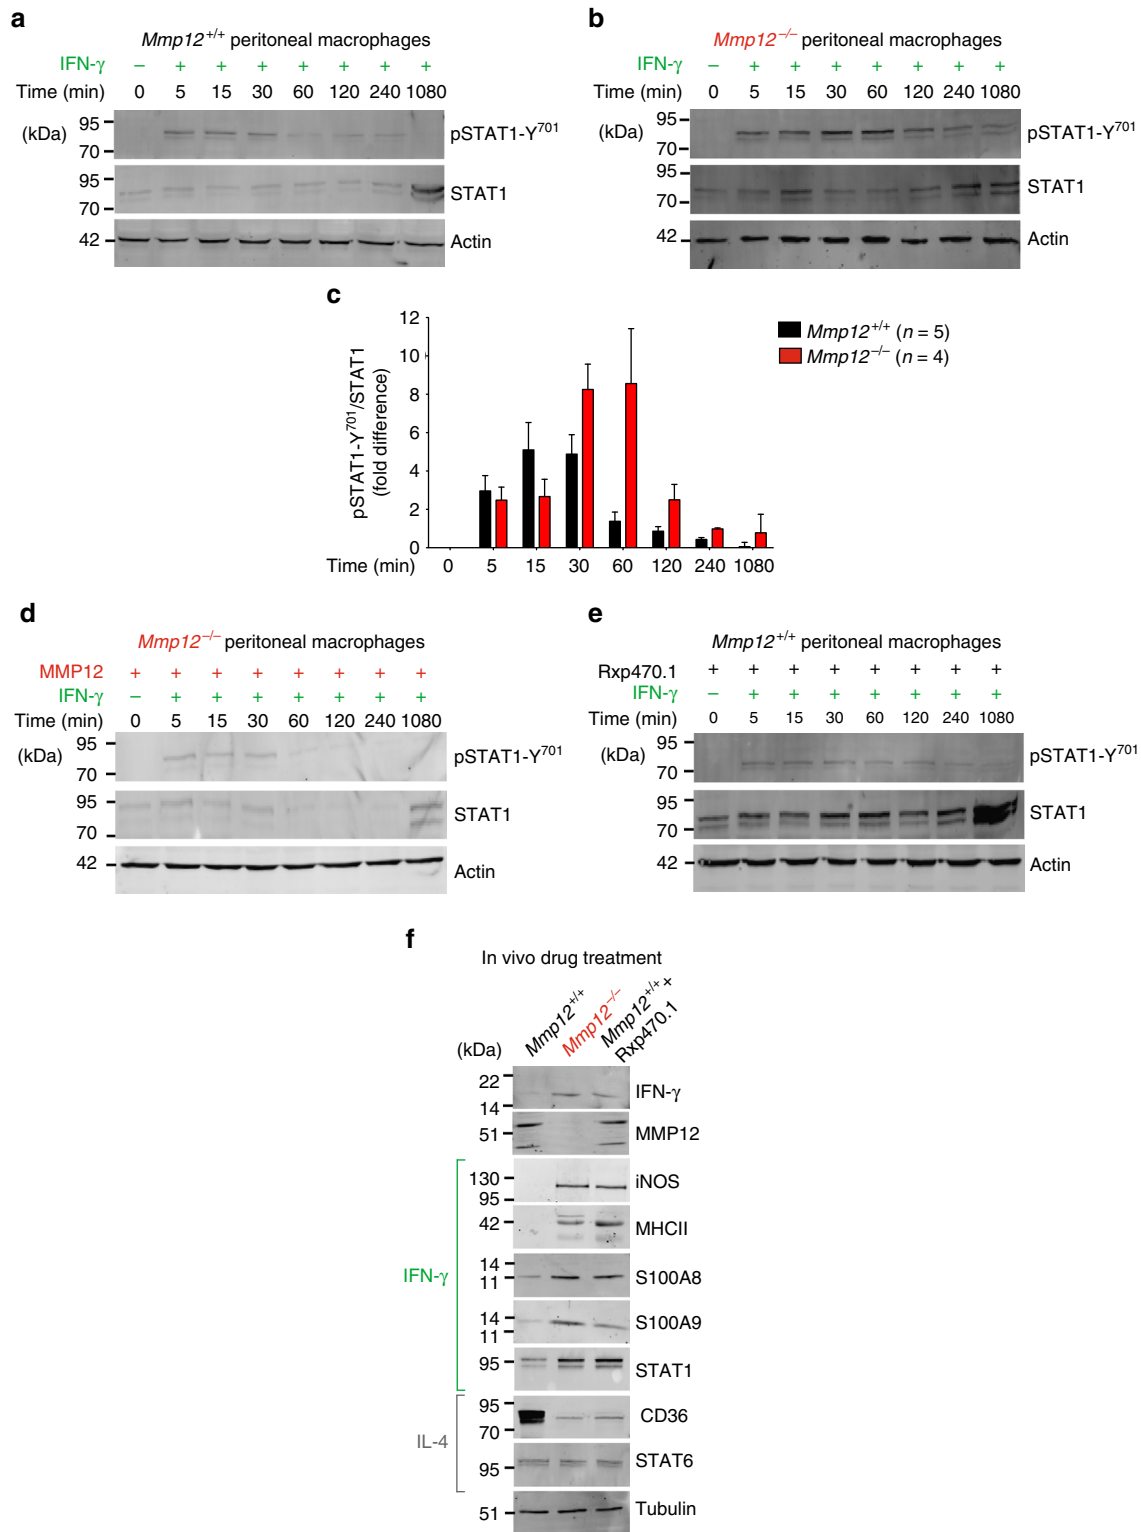 a
Mmp12+/+ peritoneal macrophages
IFN-γ − + + + + + + +
Time (min) 0 5 15 30 60 120 240 1080
(kDa)
95
70
pSTAT1-Y701
95
70
STAT1
42
Actin
b
Mmp12−/− peritoneal macrophages
IFN-γ − + + + + + + +
Time (min) 0 5 15 30 60 120 240 1080
(kDa)
95
70
pSTAT1-Y701
95
70
STAT1
42
Actin
c
pSTAT1-Y701/STAT1
(fold difference)
12
10
8
6
4
2
0
Time (min) 0 5 15 30 60 120 240 1080
Mmp12+/+ (n = 5)
Mmp12−/− (n = 4)
d
Mmp12−/− peritoneal macrophages
MMP12 + + + + + + + +
IFN-γ − + + + + + + +
Time (min) 0 5 15 30 60 120 240 1080
(kDa)
95
70
pSTAT1-Y701
95
70
STAT1
42
Actin
e
Mmp12+/+ peritoneal macrophages
Rxp470.1 + + + + + + + +
IFN-γ − + + + + + + +
Time (min) 0 5 15 30 60 120 240 1080
(kDa)
95
70
pSTAT1-Y701
95
70
STAT1
42
Actin
f
In vivo drug treatment
Mmp12+/+
Mmp12−/−
Mmp12+/+ +
Rxp470.1
(kDa)
22
14
IFN-γ
51
MMP12
IFN-γ
130
95
iNOS
42
MHCII
14
11
S100A8
14
11
S100A9
95
STAT1
IL-4
95
70
CD36
95
STAT6
51
Tubulin